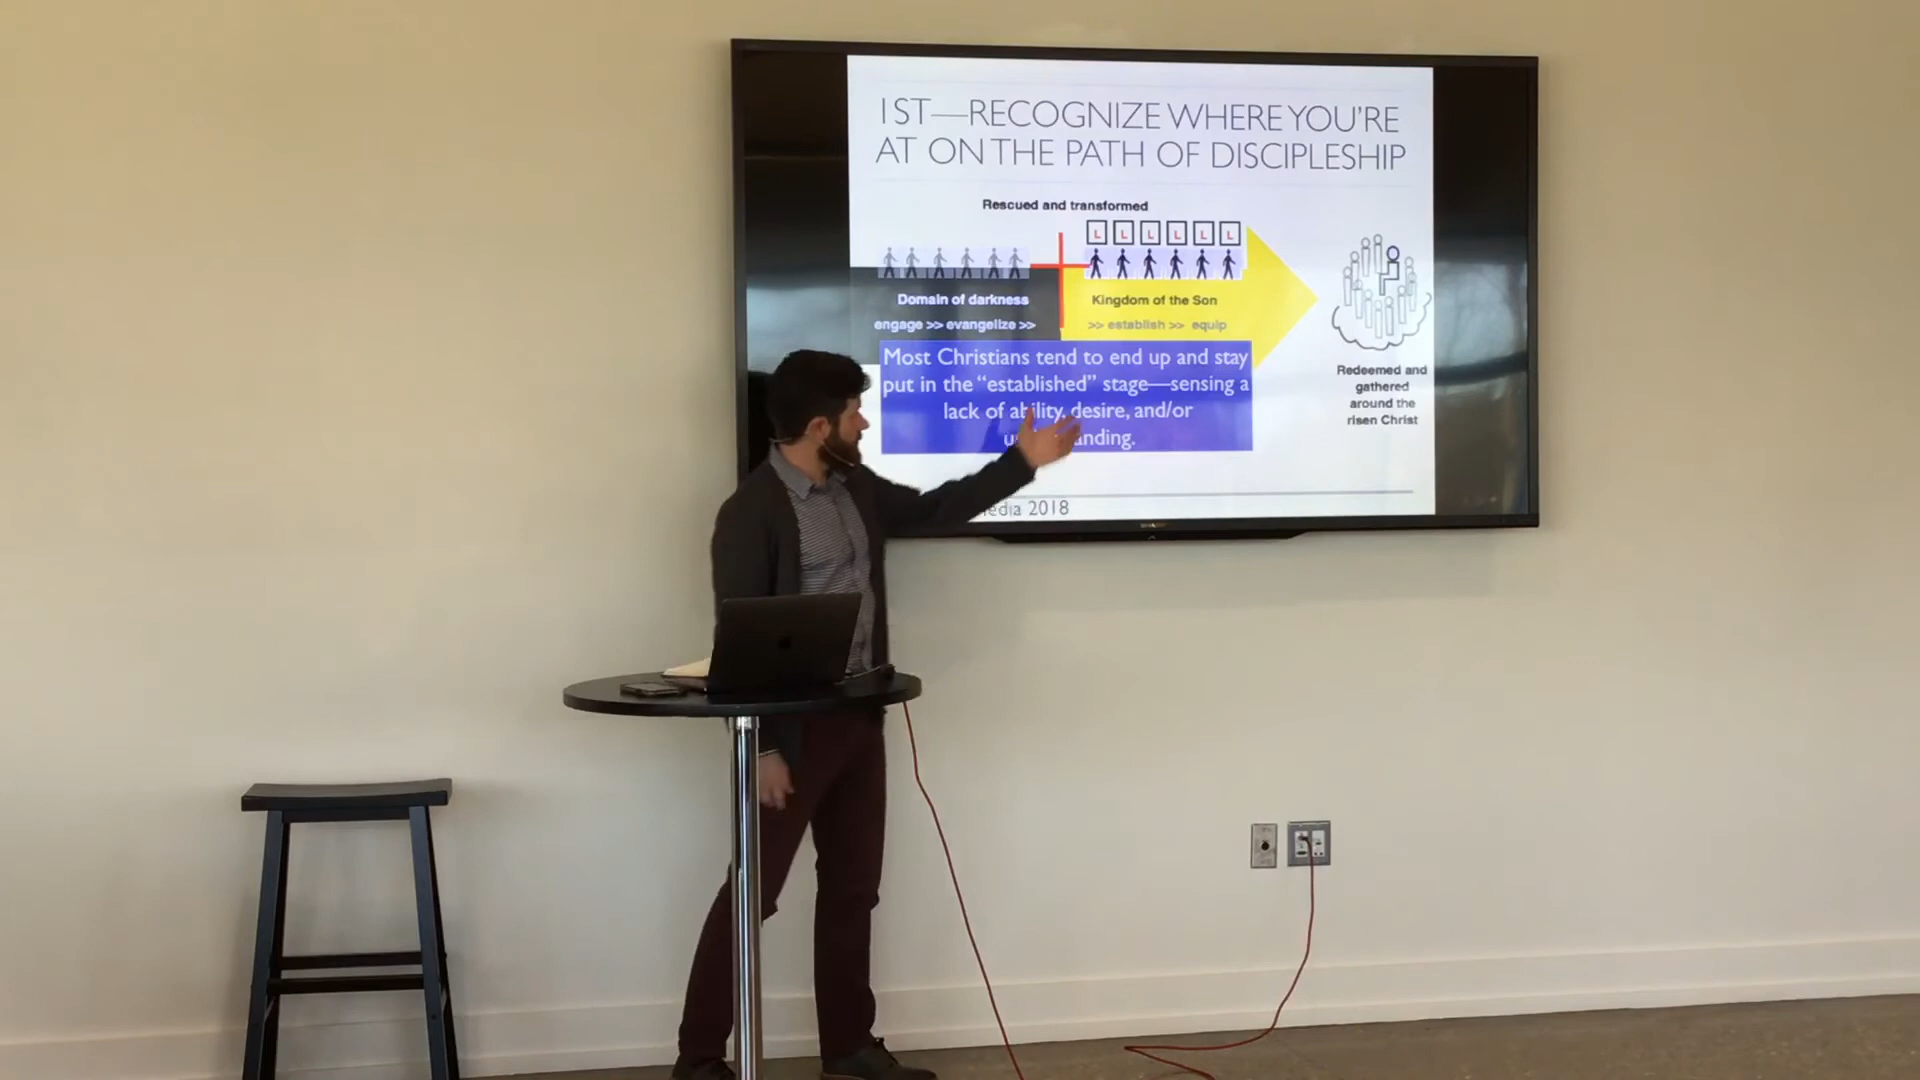 1ST—RECOGNIZE WHERE YOU'RE
AT ON THE PATH OF DISCIPLESHIP
Rescued and transformed
L L L L L L
Domain of darkness
Kingdom of the Son
engage >> evangelize >>
>> establish >> equip
Most Christians tend to end up and stay
put in the “established” stage—sensing a
lack of ability, desire, and/or
Redeemed and
gathered
around the
risen Christ
2018
SHARP